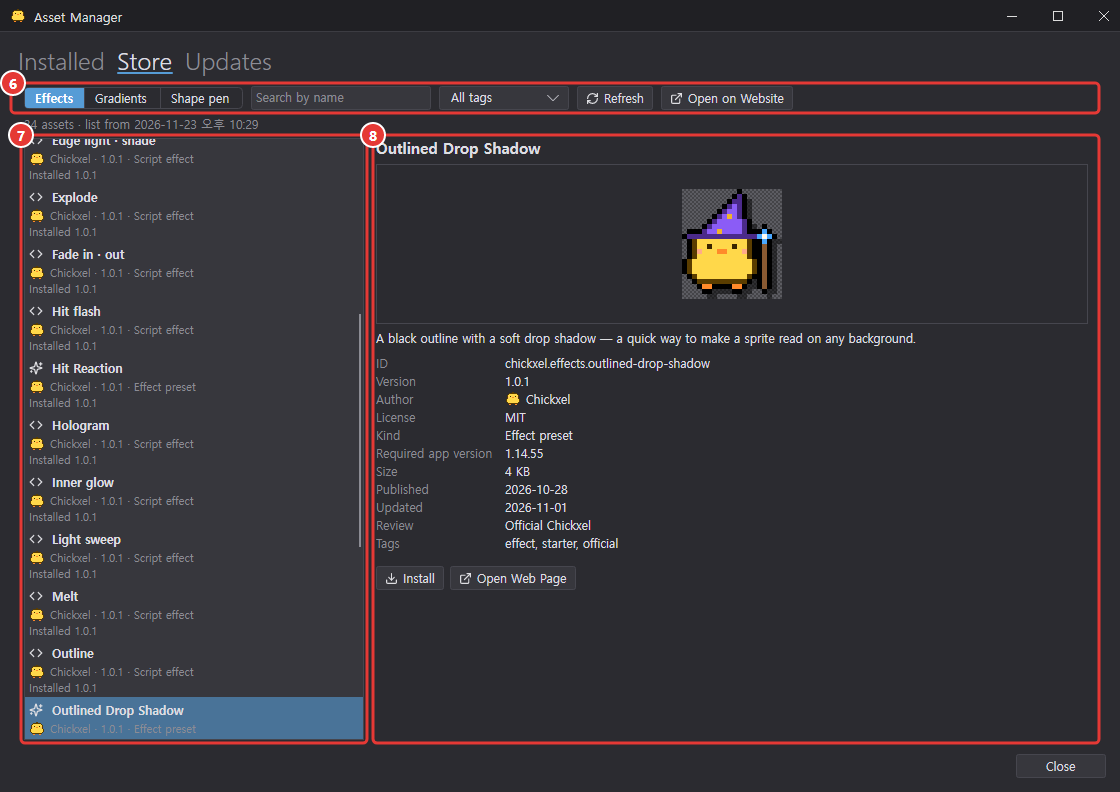 Asset Manager
Installed Store Updates
6
Effects Gradients Shape pen Search by name All tags Refresh Open on Website
34 assets · list from 2026-11-23 오후 10:29
7
8
Edge light · shade
Chickxel · 1.0.1 · Script effect
Installed 1.0.1
Explode
Chickxel · 1.0.1 · Script effect
Installed 1.0.1
Fade in · out
Chickxel · 1.0.1 · Script effect
Installed 1.0.1
Hit flash
Chickxel · 1.0.1 · Script effect
Installed 1.0.1
Hit Reaction
Chickxel · 1.0.1 · Effect preset
Installed 1.0.1
Hologram
Chickxel · 1.0.1 · Script effect
Installed 1.0.1
Inner glow
Chickxel · 1.0.1 · Script effect
Installed 1.0.1
Light sweep
Chickxel · 1.0.1 · Script effect
Installed 1.0.1
Melt
Chickxel · 1.0.1 · Script effect
Installed 1.0.1
Outline
Chickxel · 1.0.1 · Script effect
Installed 1.0.1
Outlined Drop Shadow
Chickxel · 1.0.1 · Effect preset
Outlined Drop Shadow
A black outline with a soft drop shadow — a quick way to make a sprite read on any background.
ID chickxel.effects.outlined-drop-shadow
Version 1.0.1
Author Chickxel
License MIT
Kind Effect preset
Required app version 1.14.55
Size 4 KB
Published 2026-10-28
Updated 2026-11-01
Review Official Chickxel
Tags effect, starter, official
Install Open Web Page
Close